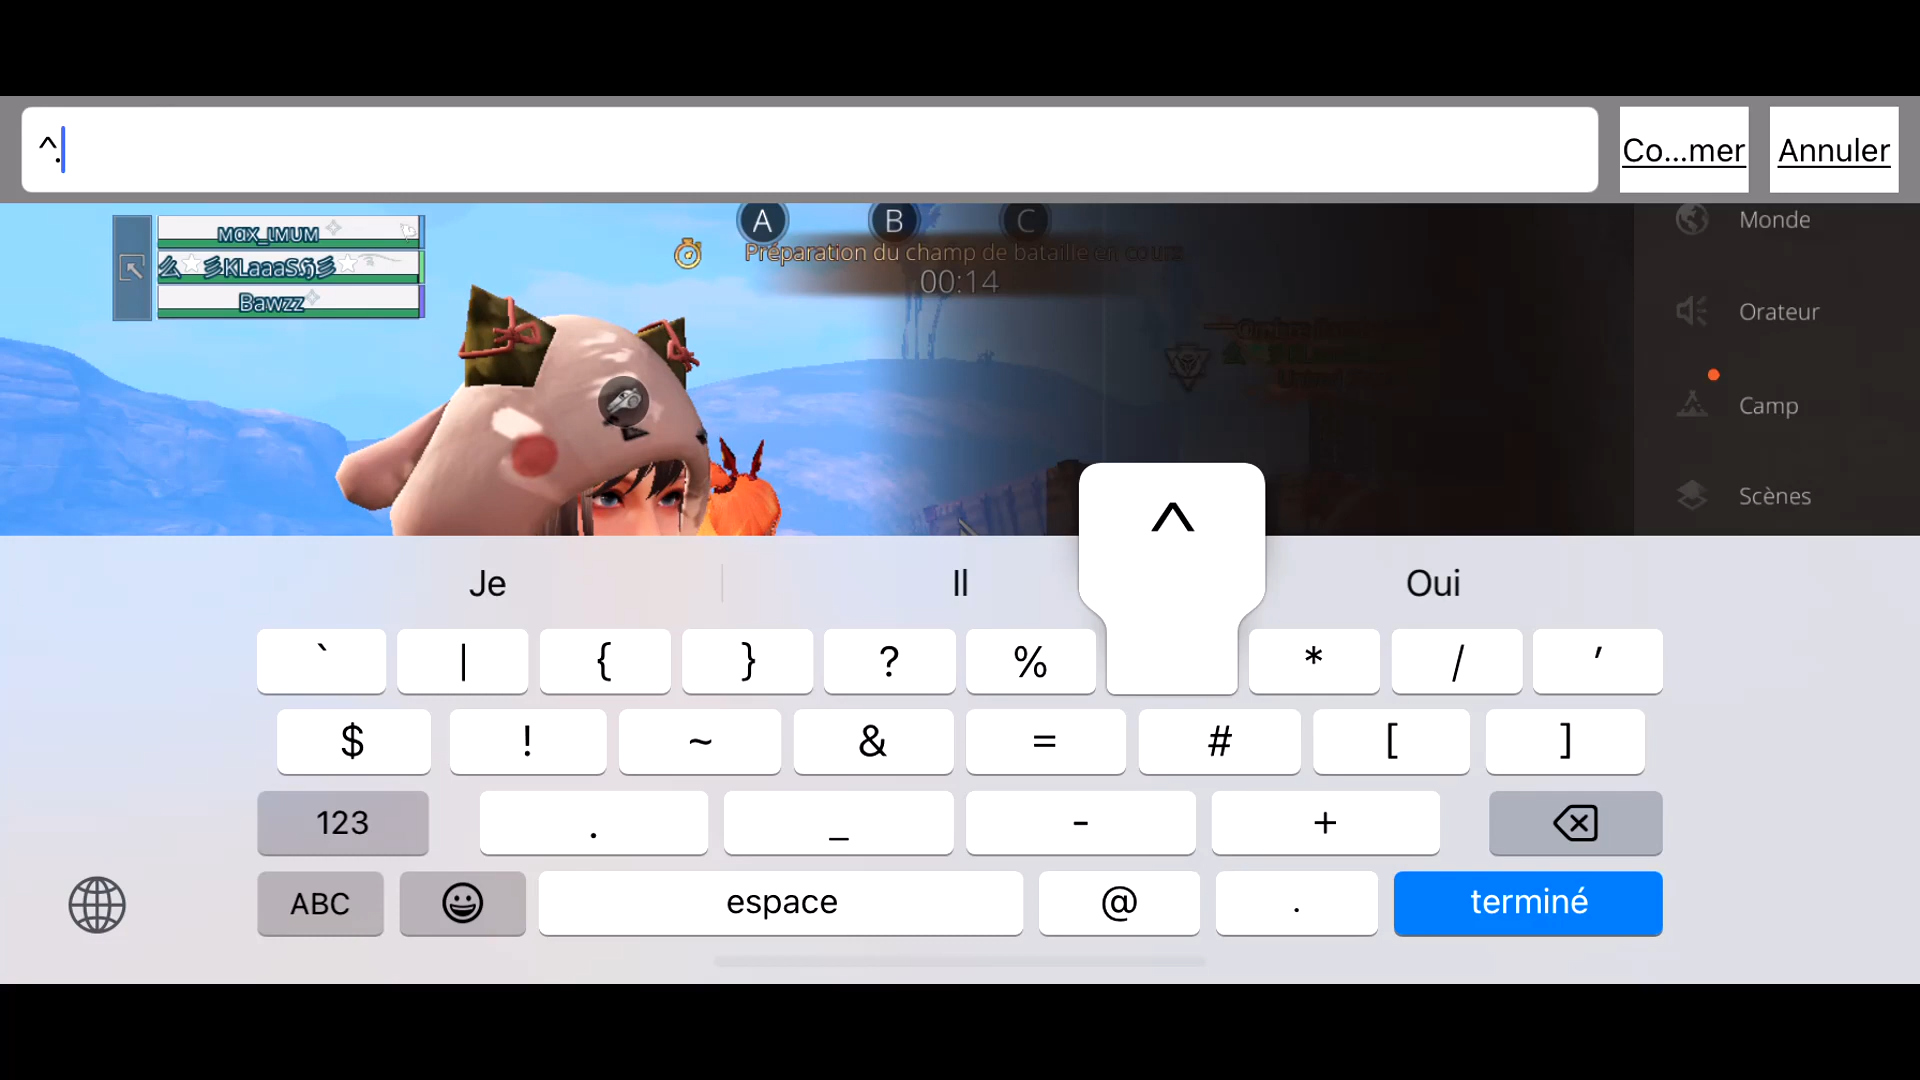 ^.
Co...mer
Annuler
A
B
C
Monde
Préparation du champ de bataille en cours
00:14
Orateur
Camp
Scènes
Bawzz
^
Je
Il
Oui
` | { } ? % * / ′
$ ! ~ & = # [ ]
123 . _ - +
ABC espace @ . terminé